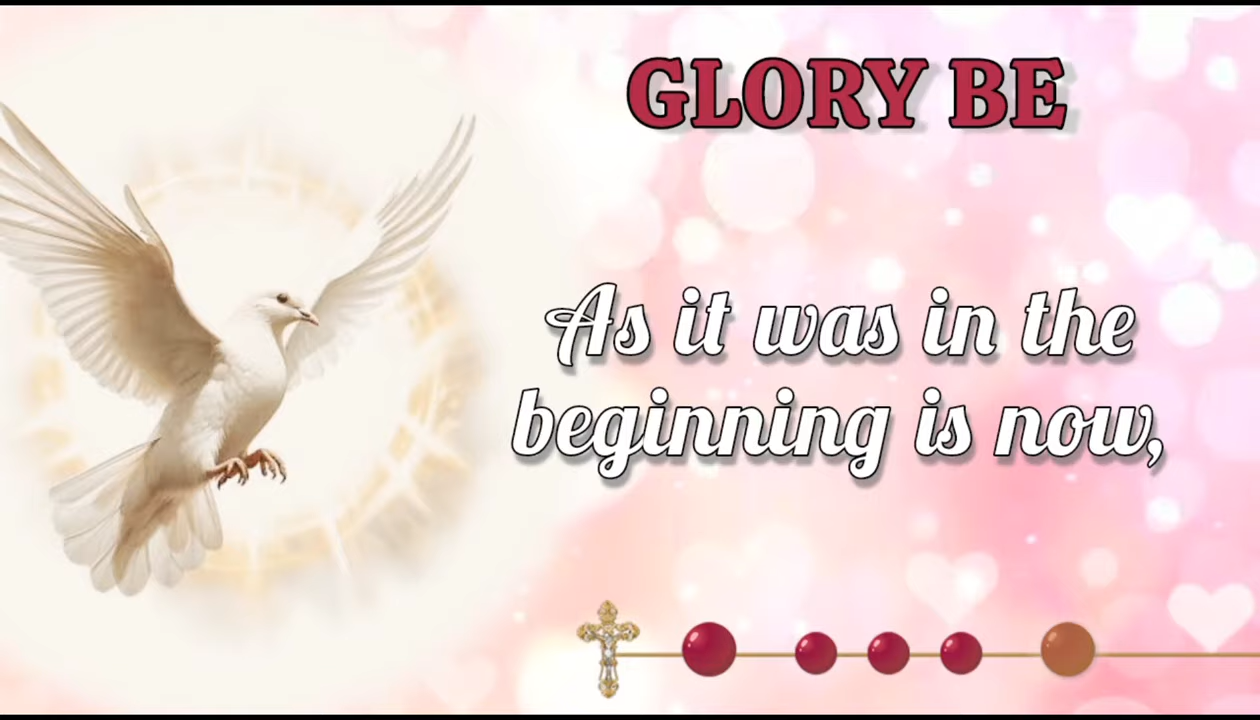 GLORY BE
As it was in the
beginning is now,